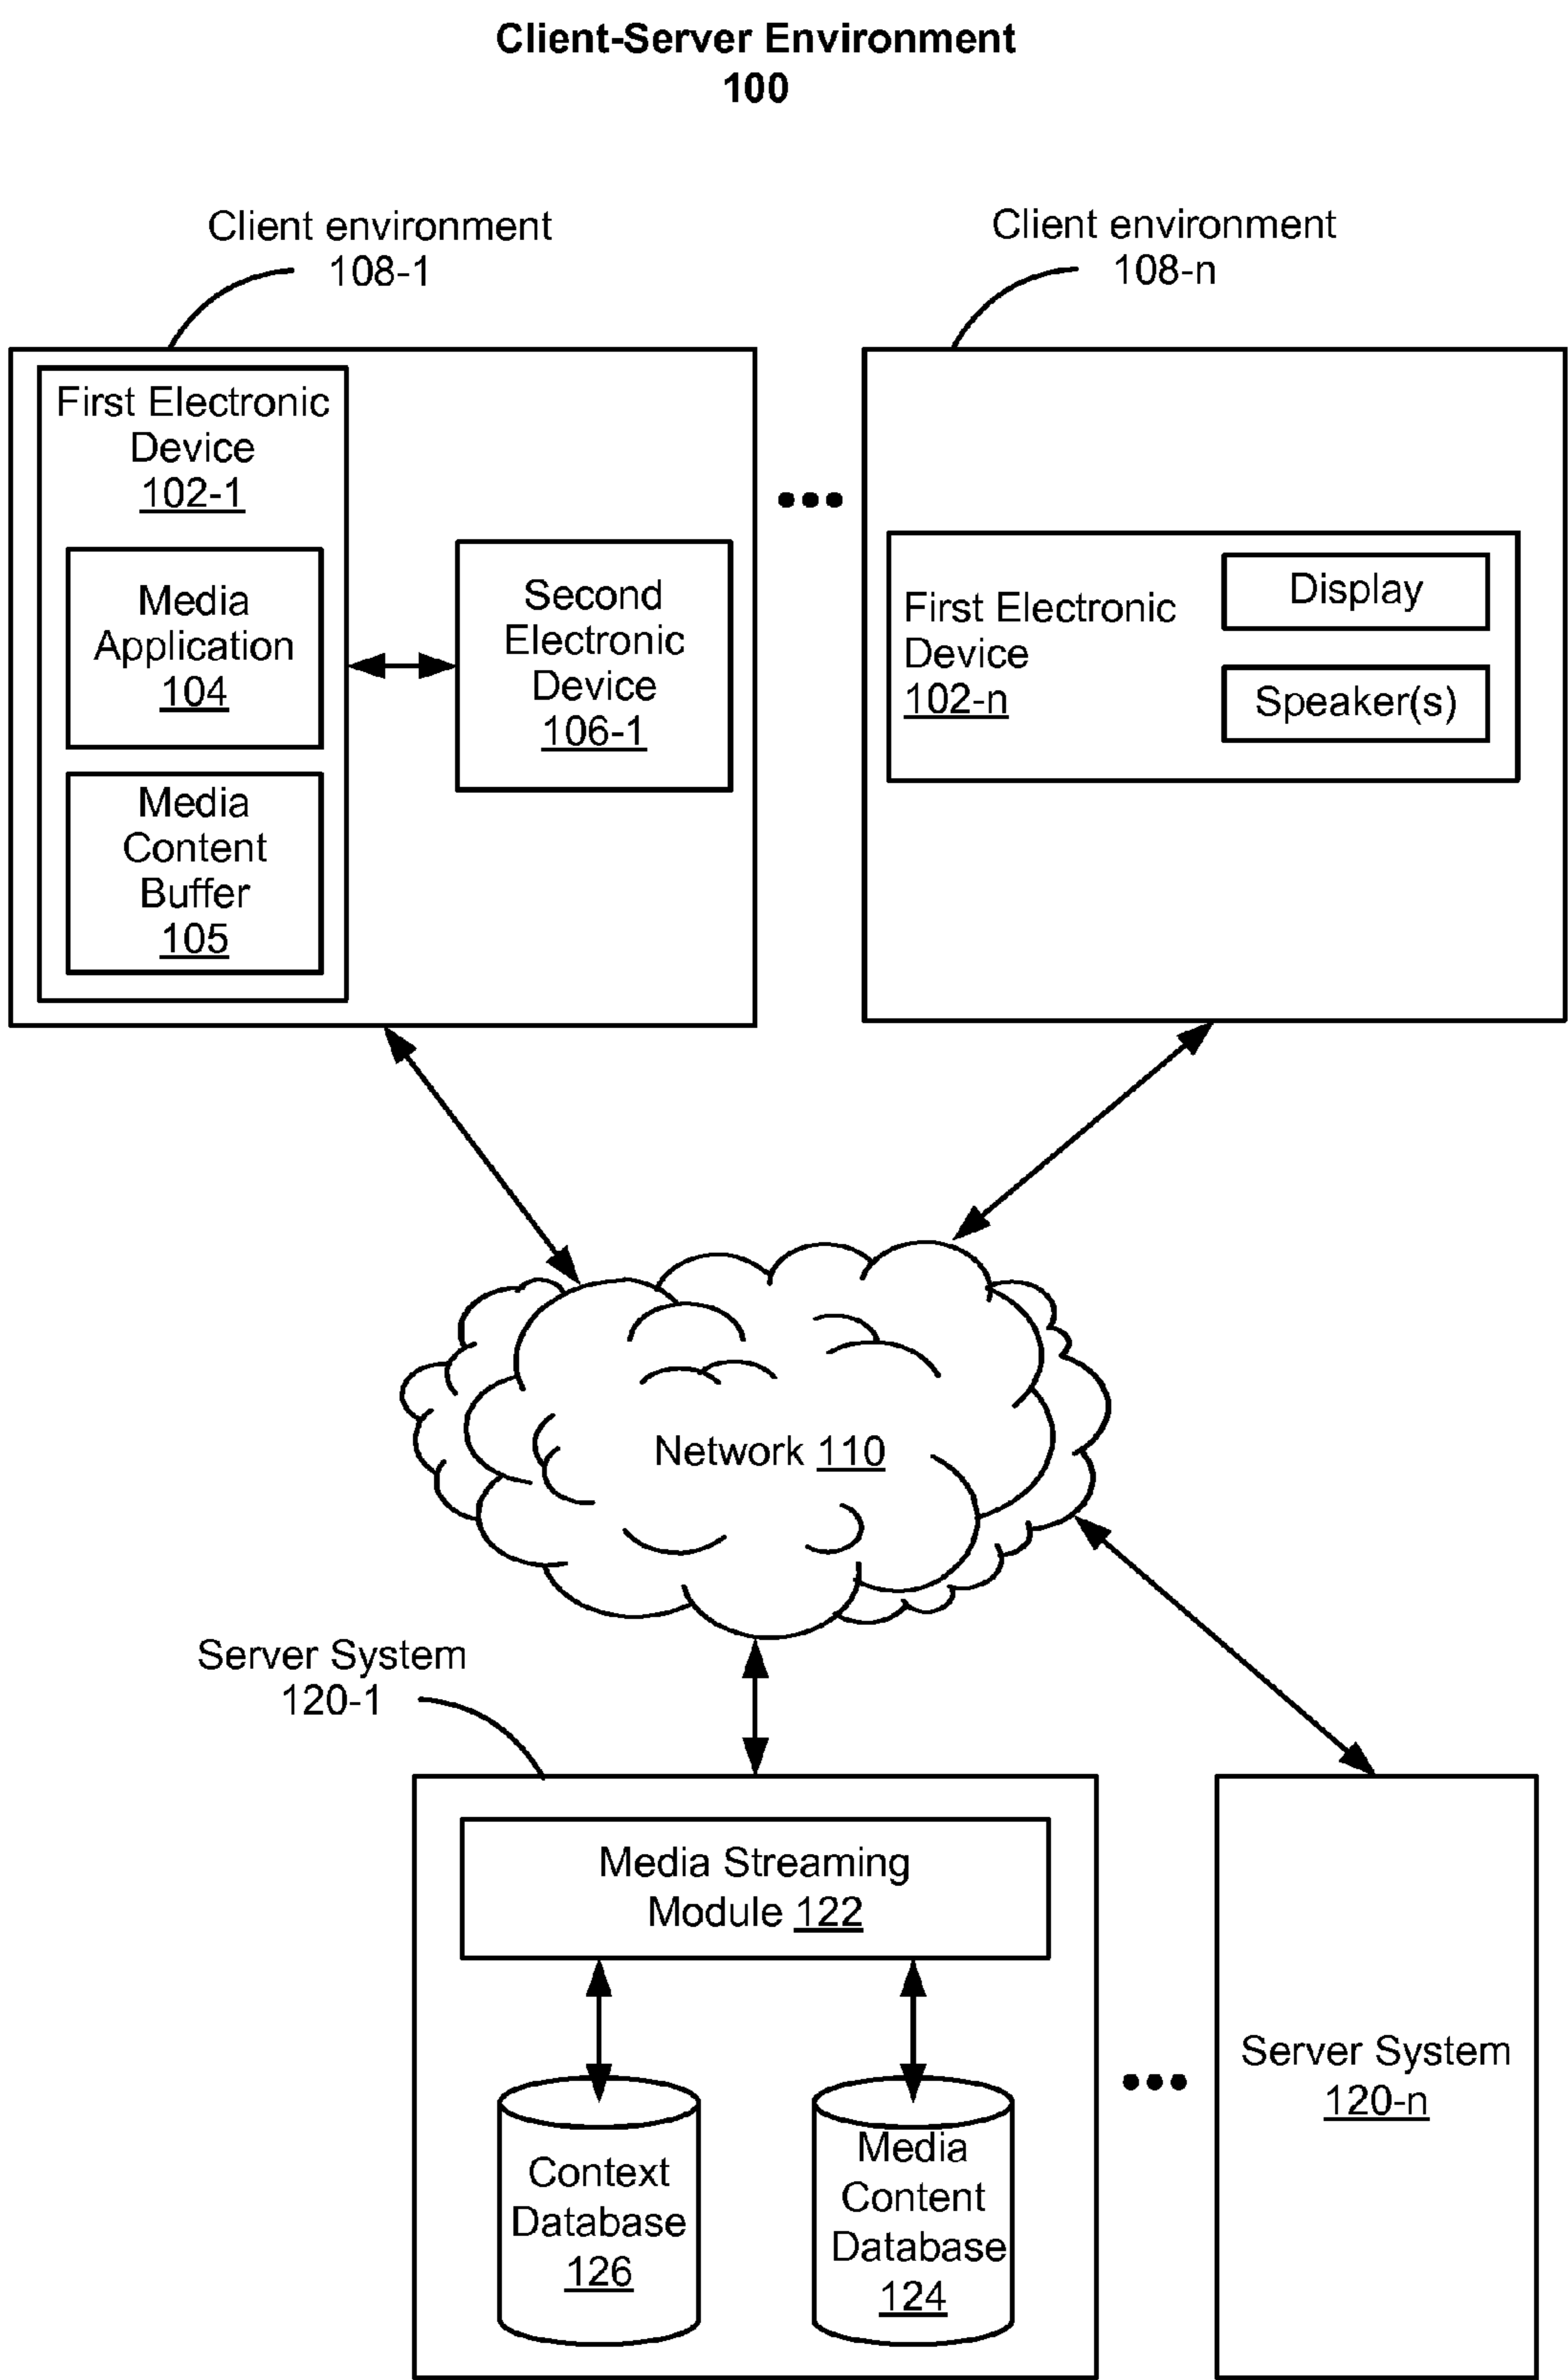 Client-Server Environment
100
Client environment
108-1
Client environment
108-n
First Electronic
Device
102-1
Media
Application
104
Media
Content
Buffer
105
Second
Electronic
Device
106-1
First Electronic
Device
102-n
Display
Speaker(s)
Network 110
Server System
120-1
Media Streaming
Module 122
Context
Database
126
Media
Content
Database
124
Server System
120-n